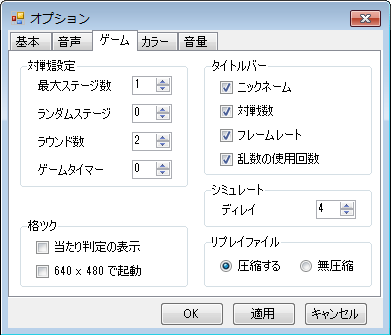 オプション
基本 音声 ゲーム カラー 音量
対戦設定
最大ステージ数 1
ランダムステージ 0
ラウンド数 2
ゲームタイマー 0
格ツク
当たり判定の表示
640 x 480 で起動
タイトルバー
ニックネーム
対戦数
フレームレート
乱数の使用回数
シミュレート
ディレイ 4
リプレイファイル
圧縮する 無圧縮
OK 適用 キャンセル